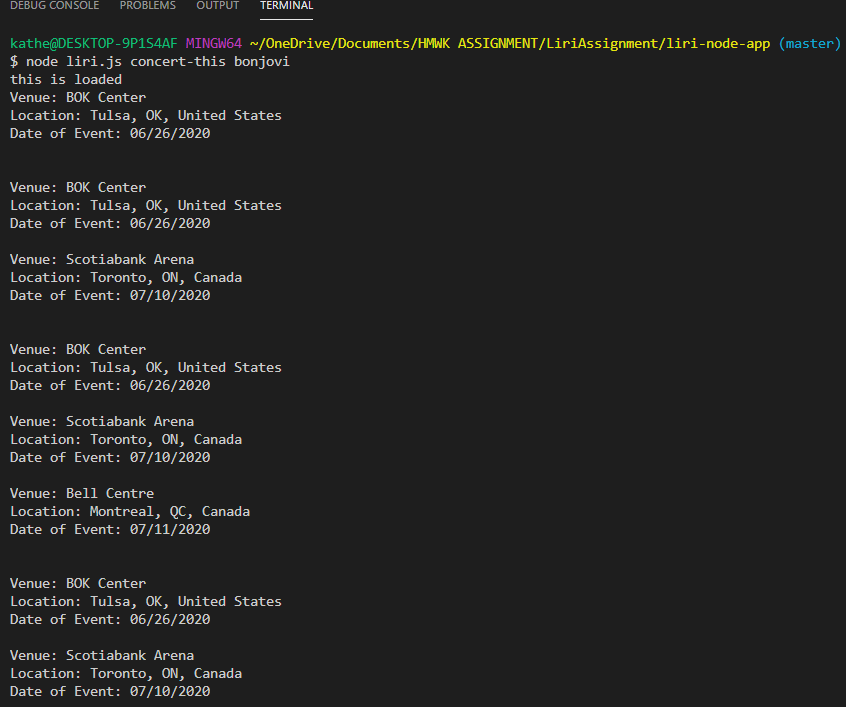 DEBUG CONSOLE PROBLEMS OUTPUT TERMINAL
kathe@DESKTOP-9P1S4AF MINGW64 ~/OneDrive/Documents/HMWK ASSIGNMENT/LiriAssignment/liri-node-app (master)
$ node liri.js concert-this bonjovi
this is loaded
Venue: BOK Center
Location: Tulsa, OK, United States
Date of Event: 06/26/2020
Venue: BOK Center
Location: Tulsa, OK, United States
Date of Event: 06/26/2020
Venue: Scotiabank Arena
Location: Toronto, ON, Canada
Date of Event: 07/10/2020
Venue: BOK Center
Location: Tulsa, OK, United States
Date of Event: 06/26/2020
Venue: Scotiabank Arena
Location: Toronto, ON, Canada
Date of Event: 07/10/2020
Venue: Bell Centre
Location: Montreal, QC, Canada
Date of Event: 07/11/2020
Venue: BOK Center
Location: Tulsa, OK, United States
Date of Event: 06/26/2020
Venue: Scotiabank Arena
Location: Toronto, ON, Canada
Date of Event: 07/10/2020